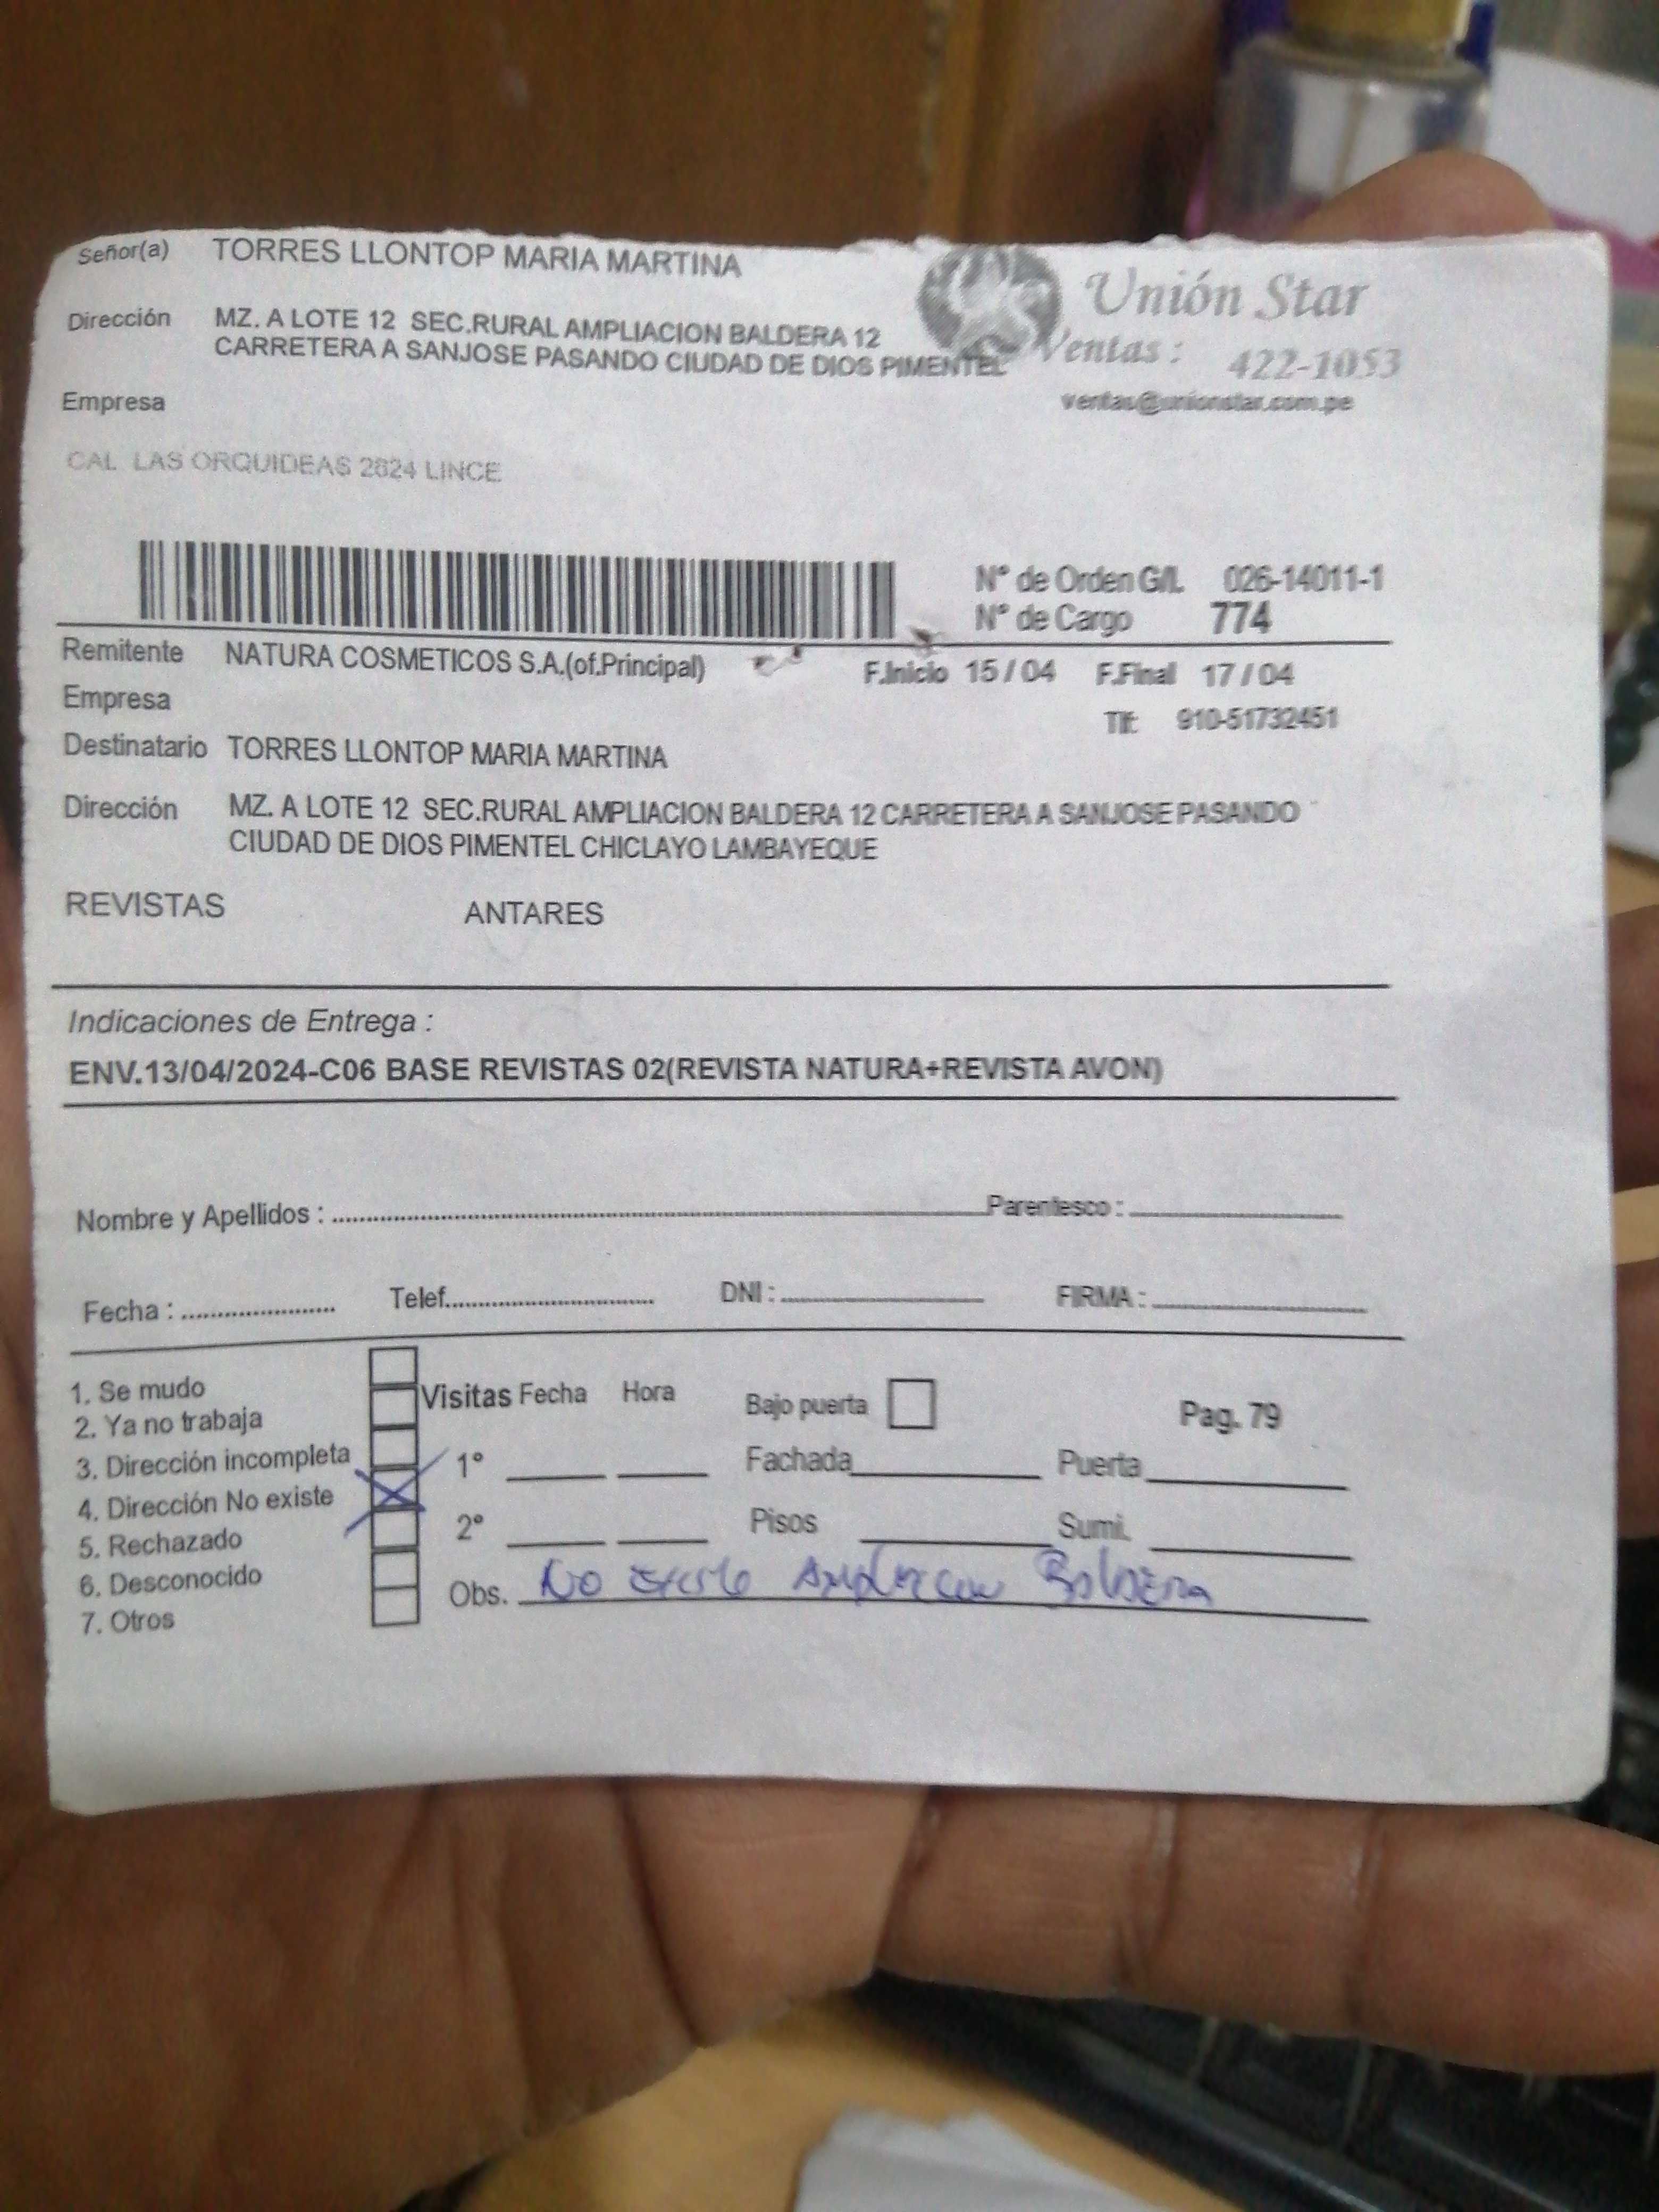 Señor(a) TORRES LLONTOP MARIA MARTINA
Unión Star
Dirección MZ. A LOTE 12 SEC.RURAL AMPLIACION BALDERA 12
CARRETERA A SANJOSE PASANDO CIUDAD DE DIOS PIMENTEL
Ventas : 422-1053
Empresa
ventas@unionstar.com.pe
CAL LAS ORQUIDEAS 2624 LINCE
N° de Orden G/L 026-14011-1
N° de Cargo 774
Remitente NATURA COSMETICOS S.A.(of.Principal) F.Inicio 15 / 04 F.Final 17 / 04
Empresa
Tlf: 910-51732451
Destinatario TORRES LLONTOP MARIA MARTINA
Dirección MZ. A LOTE 12 SEC.RURAL AMPLIACION BALDERA 12 CARRETERA A SANJOSE PASANDO
CIUDAD DE DIOS PIMENTEL CHICLAYO LAMBAYEQUE
REVISTAS ANTARES
Indicaciones de Entrega :
ENV.13/04/2024-C06 BASE REVISTAS 02(REVISTA NATURA+REVISTA AVON)
Nombre y Apellidos : Parentesco :
Fecha : Telef. DNI : FIRMA :
1. Se mudo
Visitas Fecha Hora Bajo puerta Pag. 79
2. Ya no trabaja
3. Dirección incompleta
1° Fachada Puerta
4. Dirección No existe
2° Pisos Sumi.
5. Rechazado
6. Desconocido
Obs. No Existe Ampliacion Baldera
7. Otros